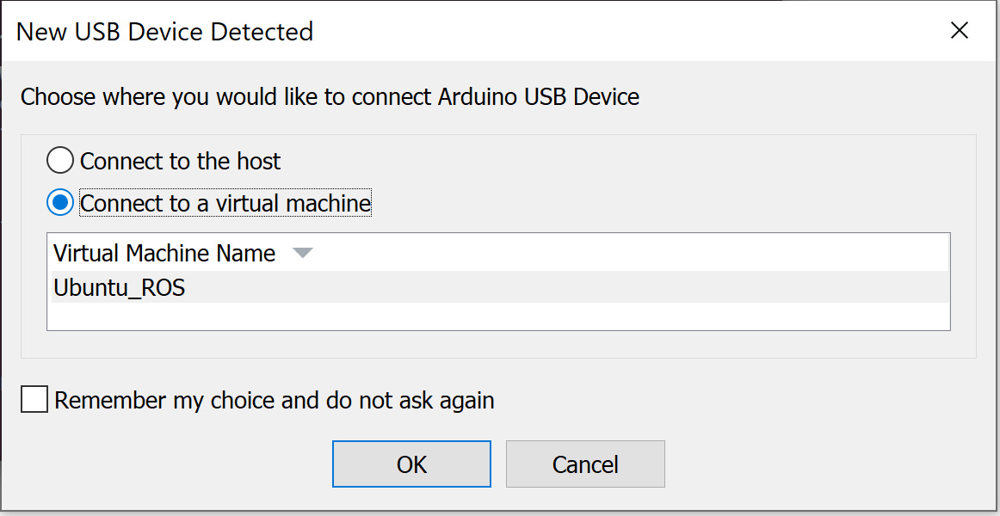 New USB Device Detected
Choose where you would like to connect Arduino USB Device
Connect to the host
Connect to a virtual machine
Virtual Machine Name
Ubuntu_ROS
Remember my choice and do not ask again
OK Cancel